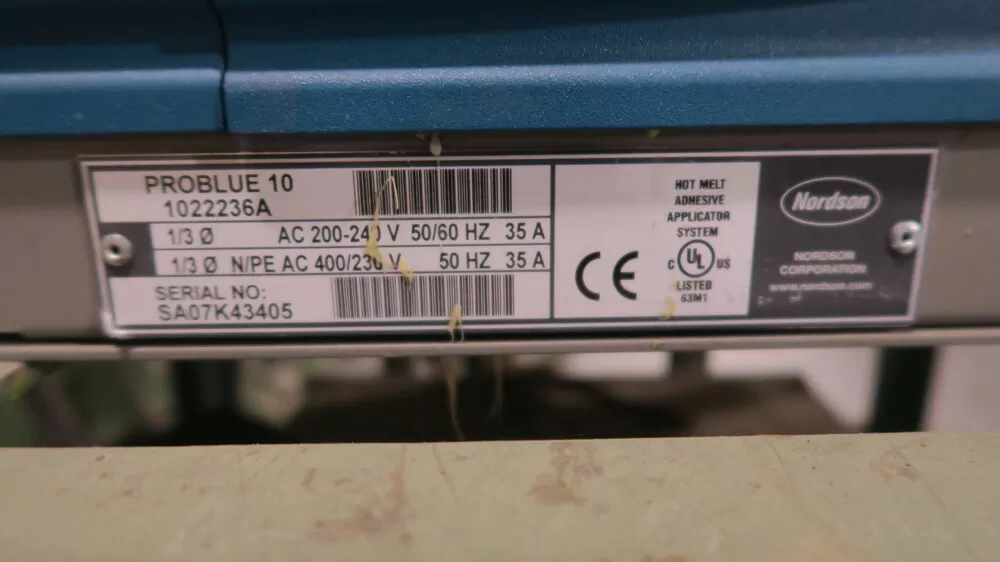 PROBLUE 10
1022236A
1/3 Ø AC 200-240 V 50/60 HZ 35 A
1/3 Ø N/PE AC 400/230 V 50 HZ 35 A
SERIAL NO:
SA07K43405
CE
HOT MELT
ADHESIVE
APPLICATOR
SYSTEM
C UL US
LISTED
63M1
Nordson
NORDSON
CORPORATION
www.nordson.com